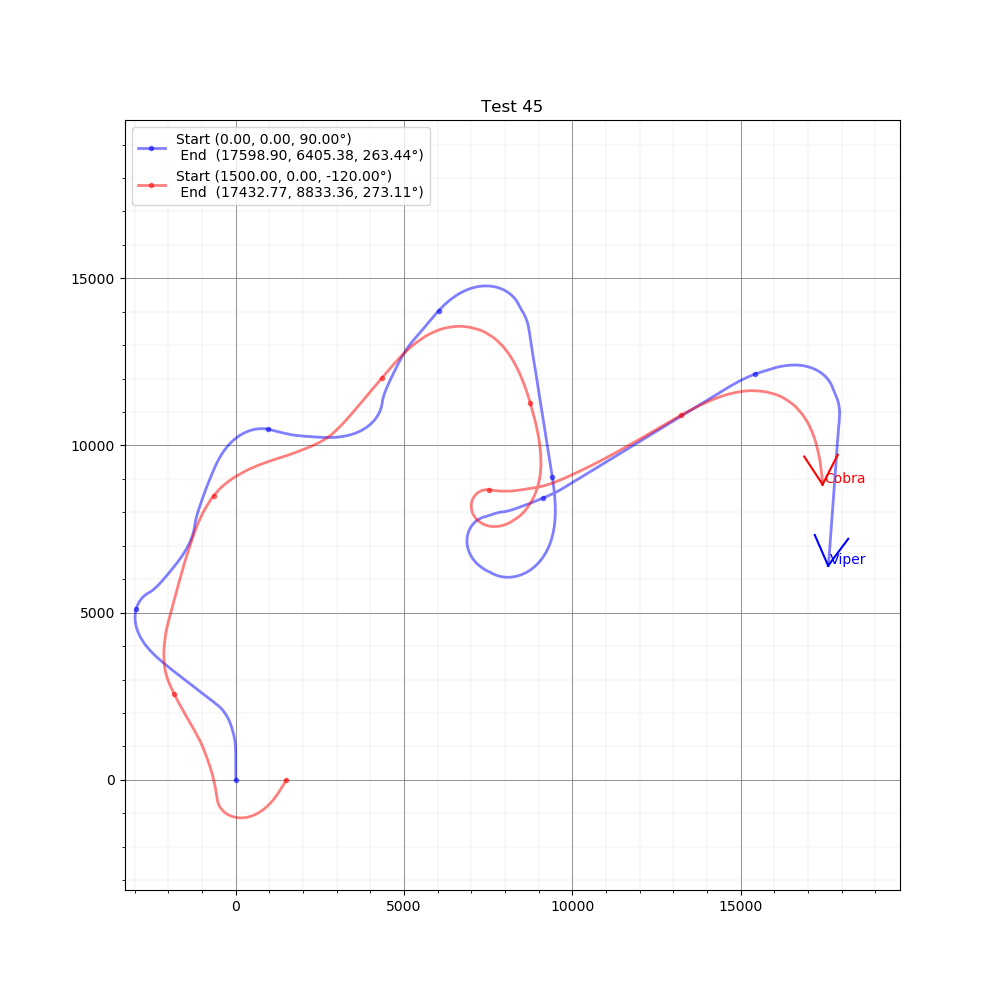 Test 45
Start (0.00, 0.00, 90.00°)
End (17598.90, 6405.38, 263.44°)
Start (1500.00, 0.00, -120.00°)
End (17432.77, 8833.36, 273.11°)
15000
10000
5000
0
Cobra
Viper
0
5000
10000
15000